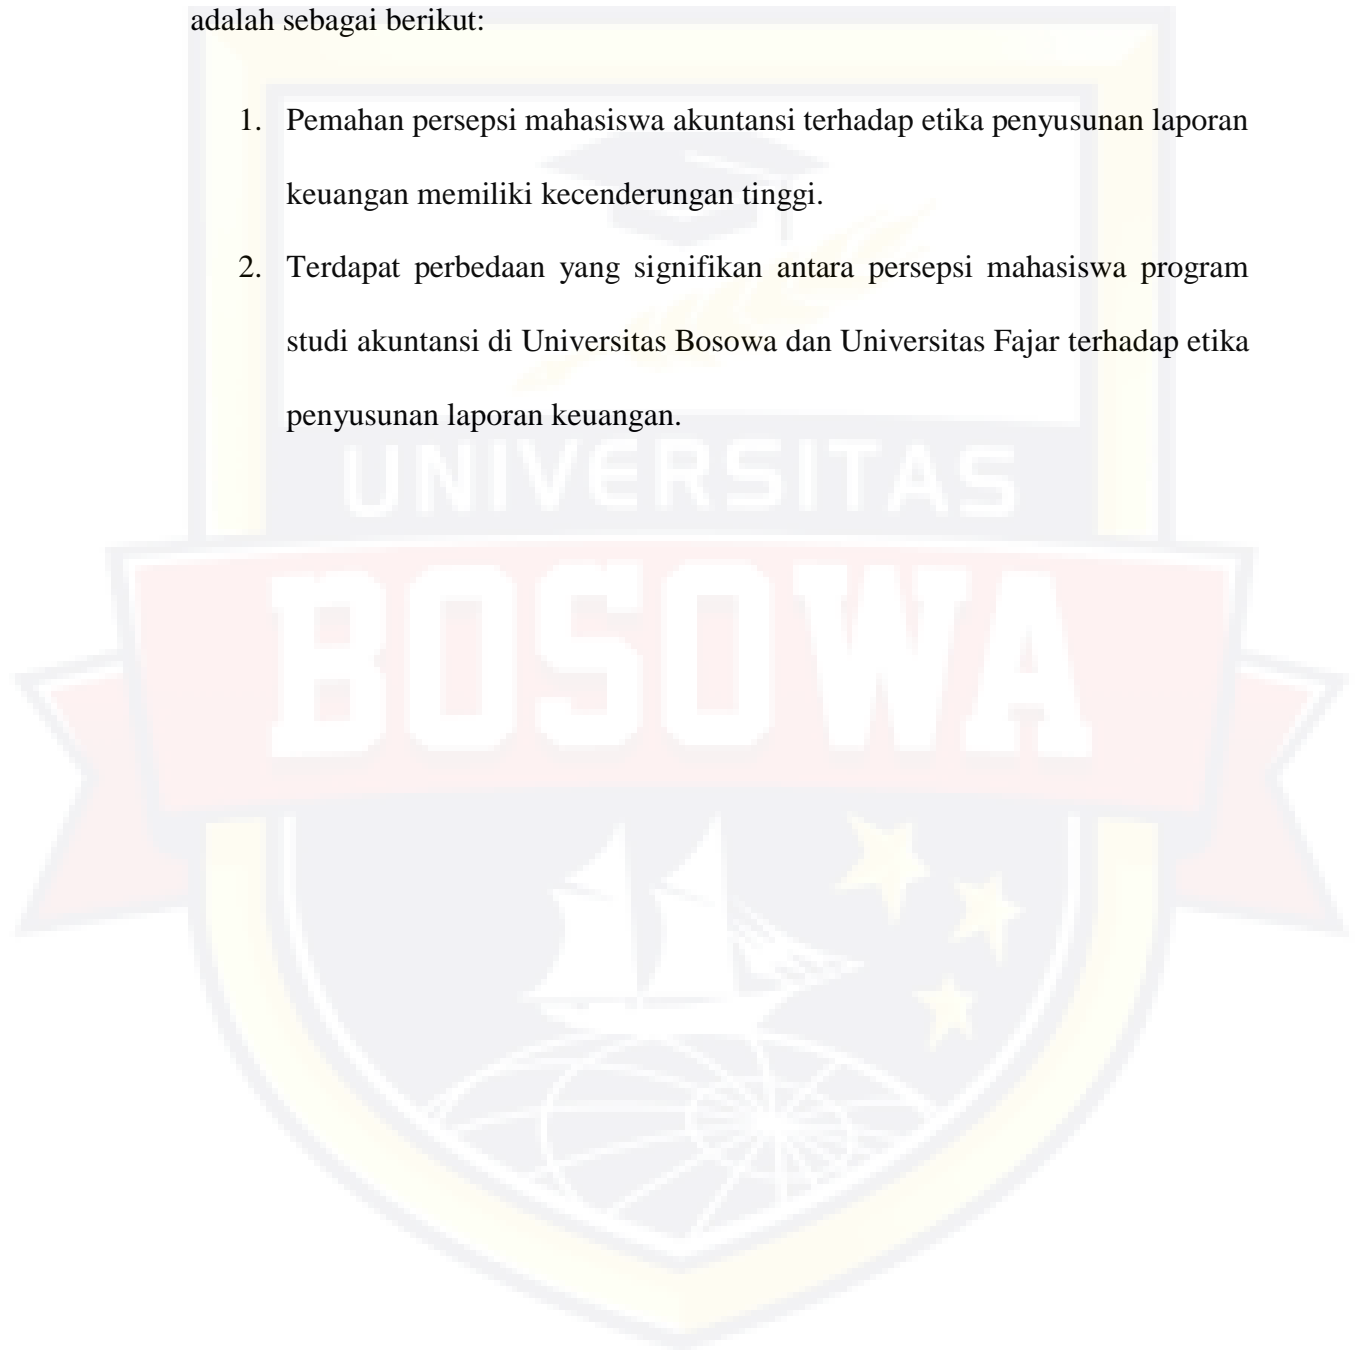 adalah sebagai berikut:
1. Pemahan persepsi mahasiswa akuntansi terhadap etika penyusunan laporan
keuangan memiliki kecenderungan tinggi.
2. Terdapat perbedaan yang signifikan antara persepsi mahasiswa program
studi akuntansi di Universitas Bosowa dan Universitas Fajar terhadap etika
penyusunan laporan keuangan.
UNIVERSITAS
BOSOWA